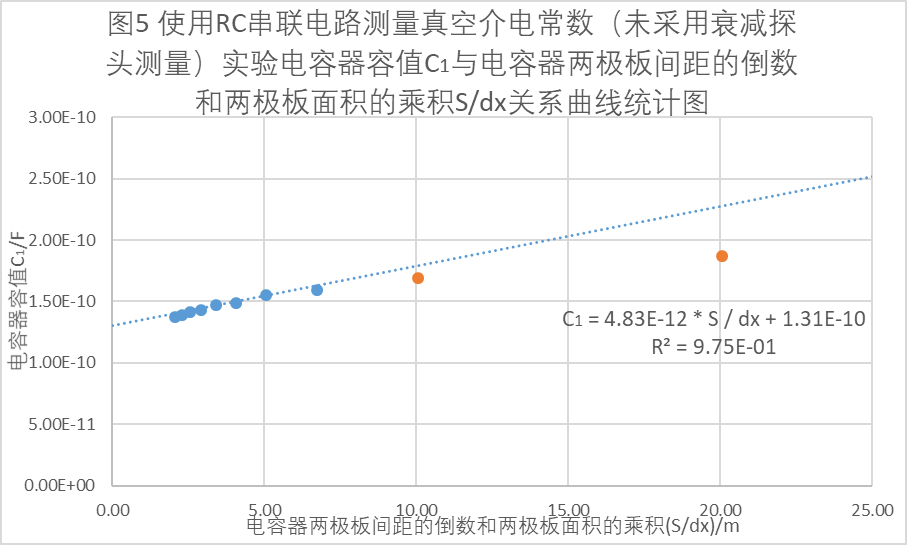 图5 使用RC串联电路测量真空介电常数（未采用衰减探
头测量）实验电容器容值C₁与电容器两极板间距的倒数
和两极板面积的乘积S/dx关系曲线统计图
3.00E-10
2.50E-10
2.00E-10
1.50E-10
1.00E-10
5.00E-11
0.00E+00
电容器容值C₁/F
C₁ = 4.83E-12 * S / dx + 1.31E-10
R² = 9.75E-01
0.00 5.00 10.00 15.00 20.00 25.00
电容器两极板间距的倒数和两极板面积的乘积(S/dx)/m